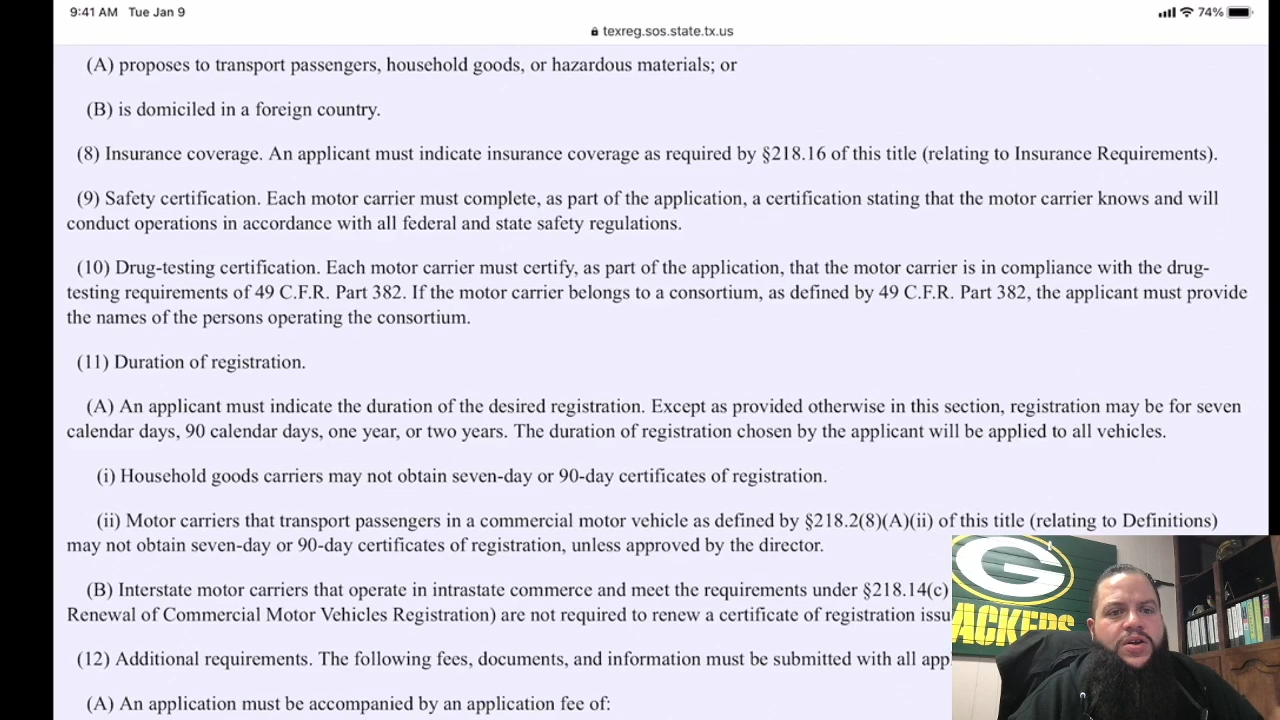 9:41 AM Tue Jan 9
74%
texreg.sos.state.tx.us
(A) proposes to transport passengers, household goods, or hazardous materials; or
(B) is domiciled in a foreign country.
(8) Insurance coverage. An applicant must indicate insurance coverage as required by §218.16 of this title (relating to Insurance Requirements).
(9) Safety certification. Each motor carrier must complete, as part of the application, a certification stating that the motor carrier knows and will
conduct operations in accordance with all federal and state safety regulations.
(10) Drug-testing certification. Each motor carrier must certify, as part of the application, that the motor carrier is in compliance with the drug-
testing requirements of 49 C.F.R. Part 382. If the motor carrier belongs to a consortium, as defined by 49 C.F.R. Part 382, the applicant must provide
the names of the persons operating the consortium.
(11) Duration of registration.
(A) An applicant must indicate the duration of the desired registration. Except as provided otherwise in this section, registration may be for seven
calendar days, 90 calendar days, one year, or two years. The duration of registration chosen by the applicant will be applied to all vehicles.
(i) Household goods carriers may not obtain seven-day or 90-day certificates of registration.
(ii) Motor carriers that transport passengers in a commercial motor vehicle as defined by §218.2(8)(A)(ii) of this title (relating to Definitions)
may not obtain seven-day or 90-day certificates of registration, unless approved by the director.
(B) Interstate motor carriers that operate in intrastate commerce and meet the requirements under §218.14(c)
Renewal of Commercial Motor Vehicles Registration) are not required to renew a certificate of registration issu
(12) Additional requirements. The following fees, documents, and information must be submitted with all app
(A) An application must be accompanied by an application fee of:
G
ACKERS